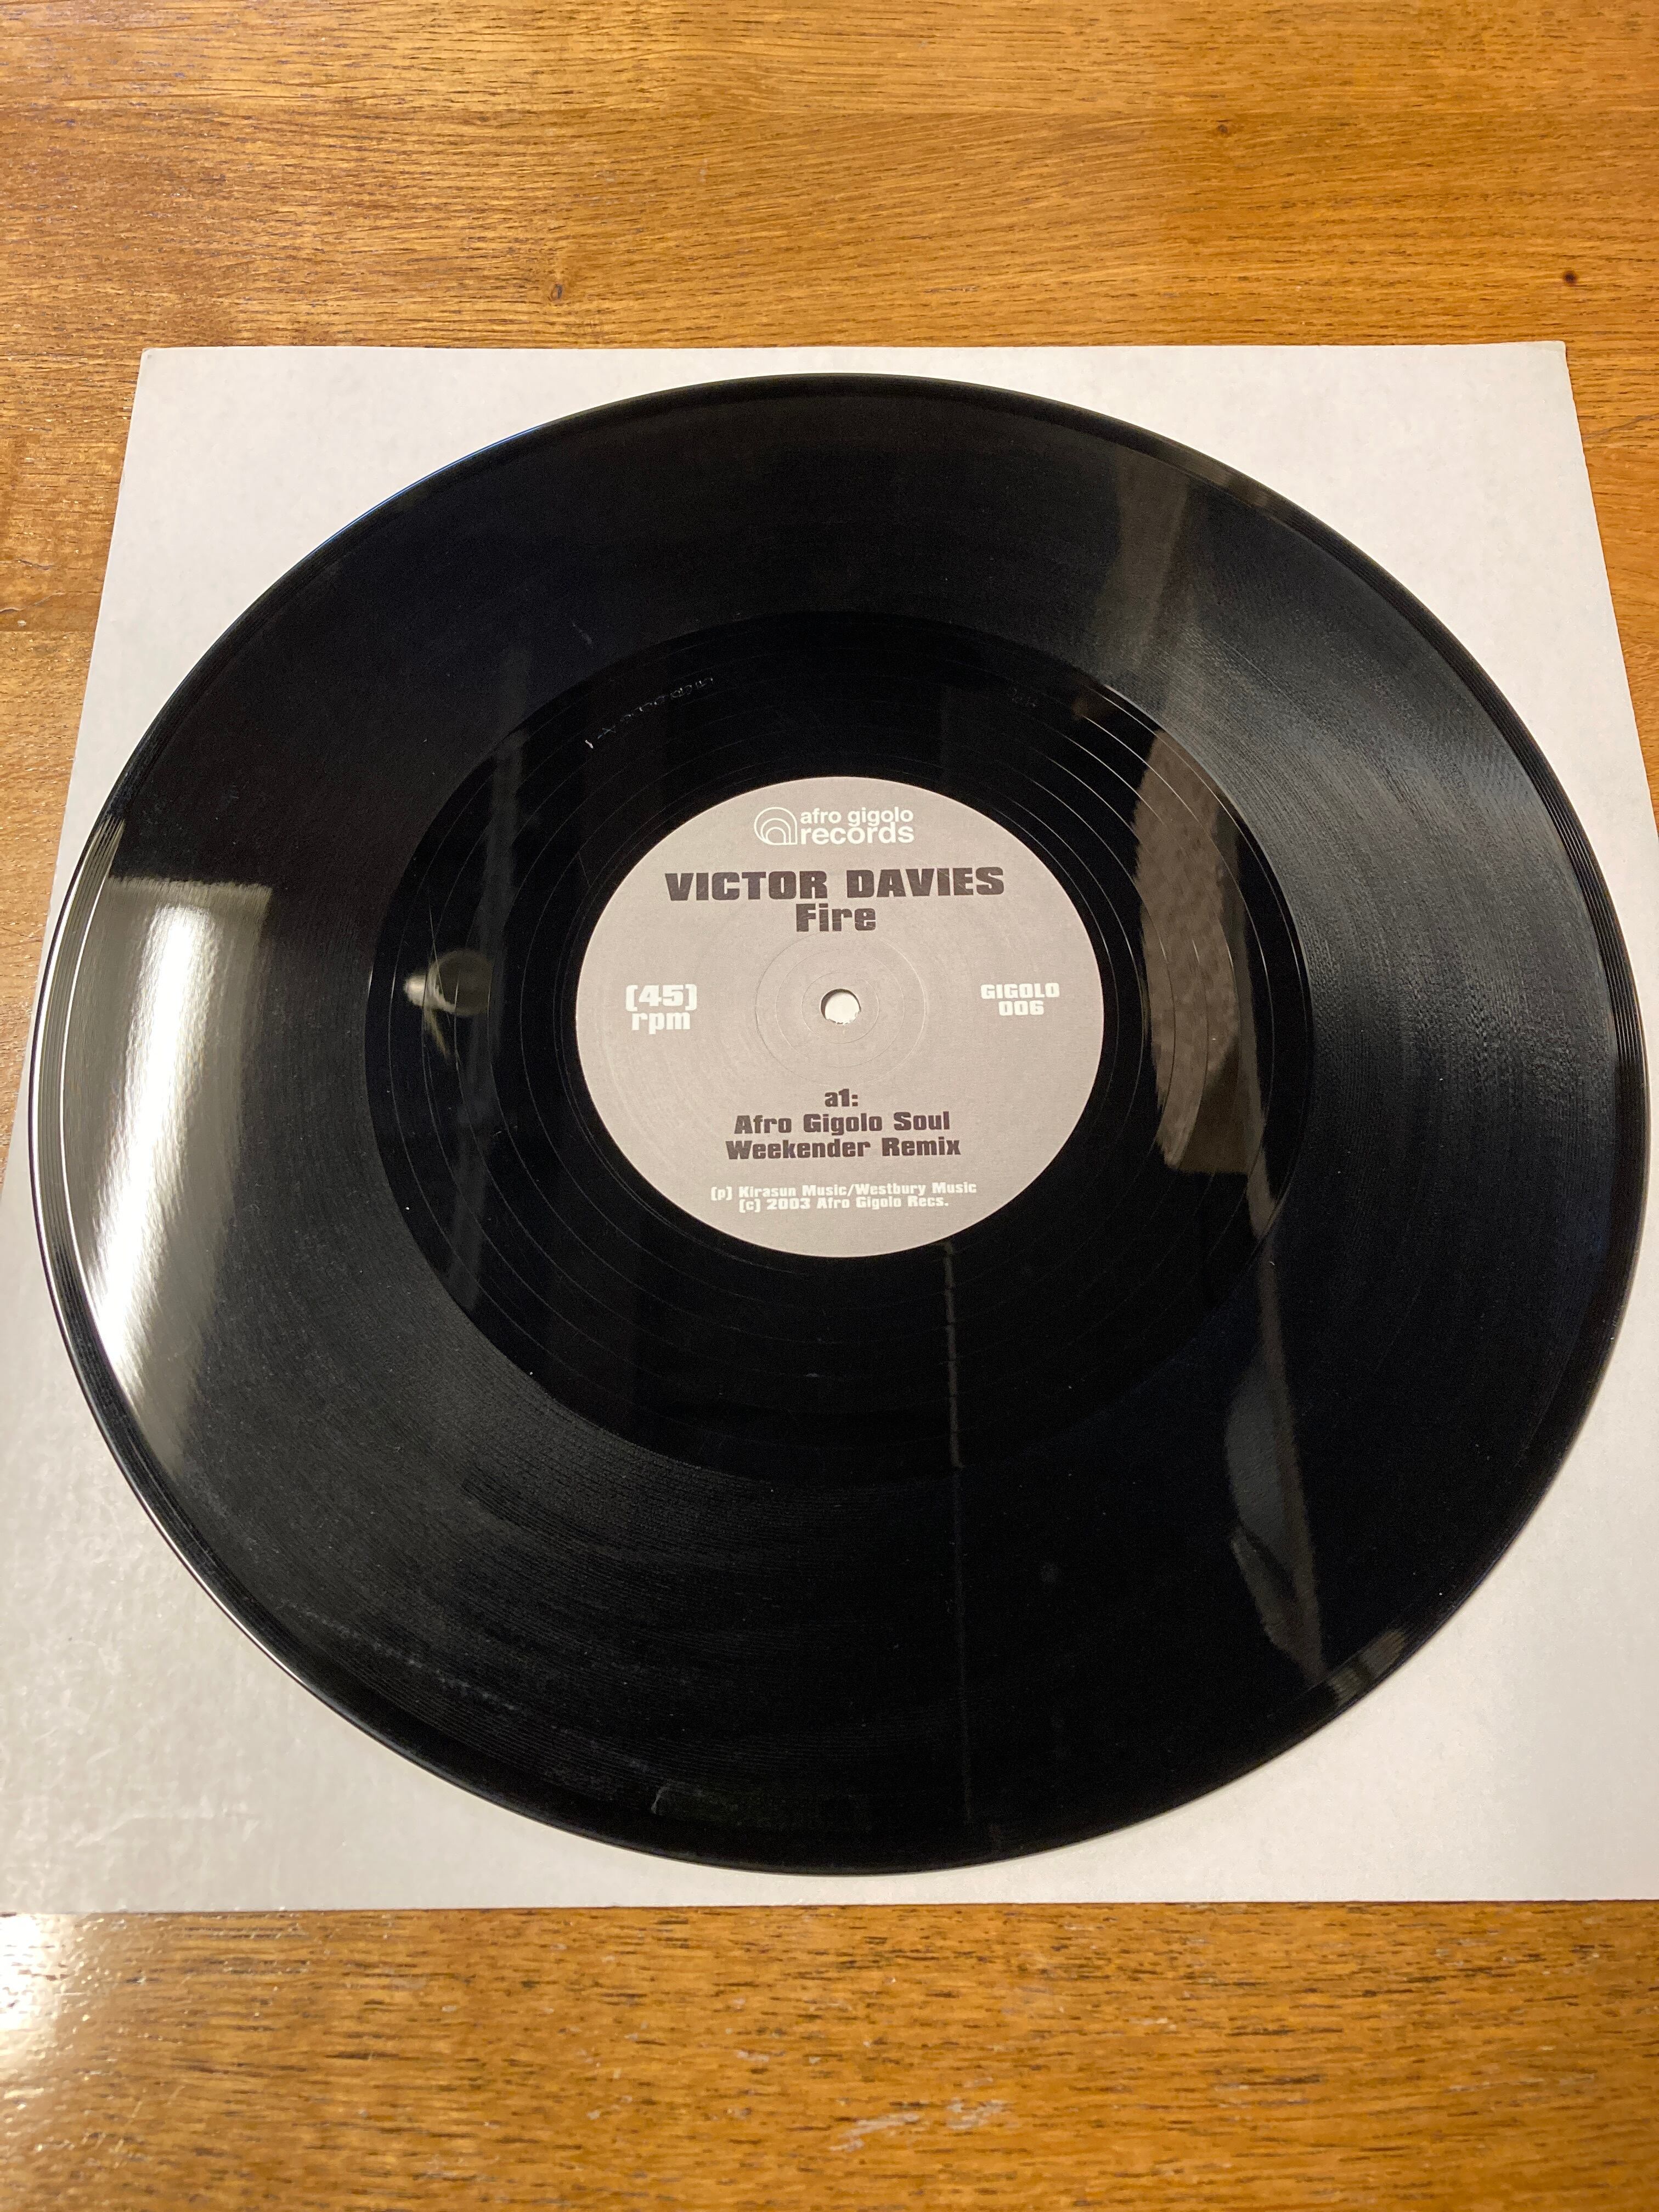 afro gigolo
records
VICTOR DAVIES
Fire
(45)
rpm
GIGOLO
006
a1:
Afro Gigolo Soul
Weekender Remix
(p) Kirasun Music/Westbury Music
(c) 2003 Afro Gigolo Recs.